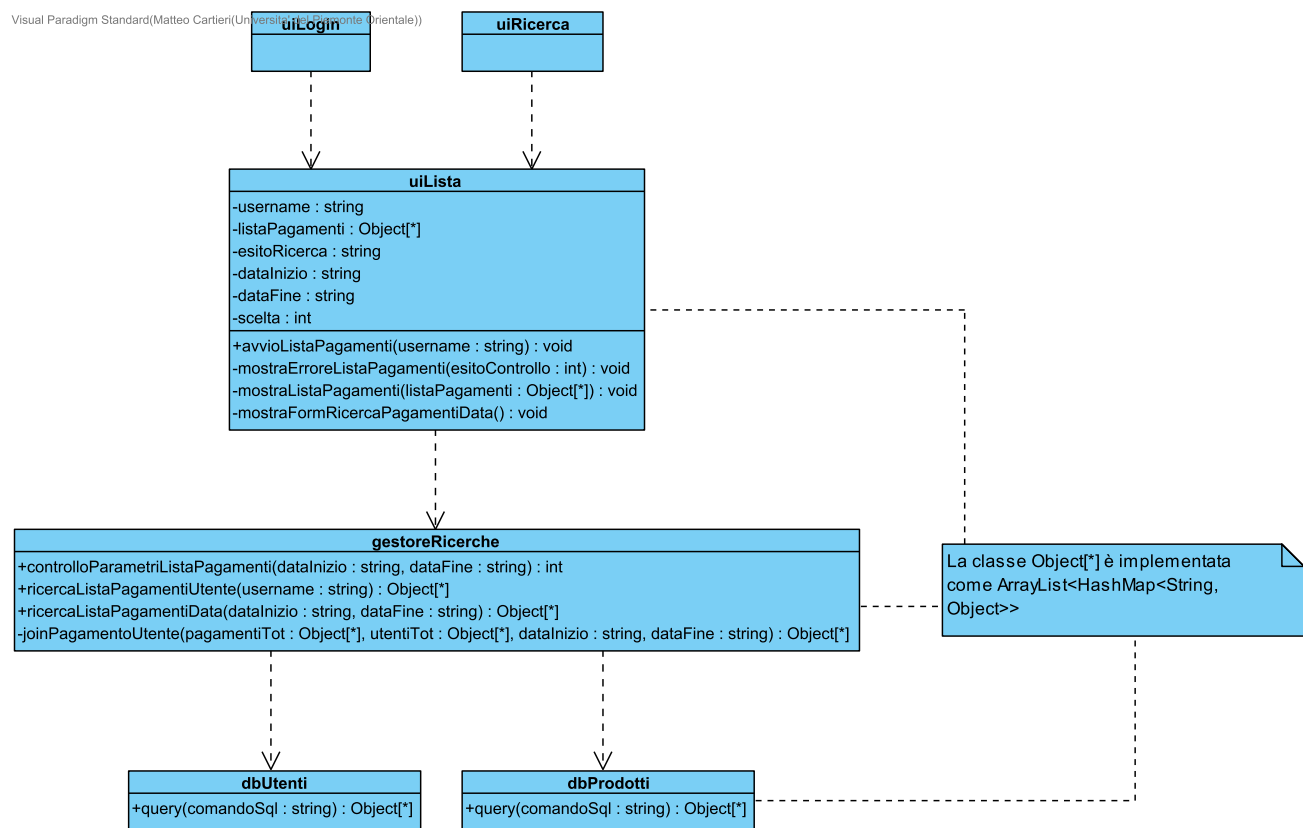 Visual Paradigm Standard(Matteo Cartieri(Universita' del Piemonte Orientale))
uiLogin
uiRicerca
uiLista
-username : string
-listaPagamenti : Object[*]
-esitoRicerca : string
-dataInizio : string
-dataFine : string
-scelta : int
+avvioListaPagamenti(username : string) : void
-mostraErroreListaPagamenti(esitoControllo : int) : void
-mostraListaPagamenti(listaPagamenti : Object[*]) : void
-mostraFormRicercaPagamentiData() : void
gestoreRicerche
+controlloParametriListaPagamenti(dataInizio : string, dataFine : string) : int
+ricercaListaPagamentiUtente(username : string) : Object[*]
+ricercaListaPagamentiData(dataInizio : string, dataFine : string) : Object[*]
-joinPagamentoUtente(pagamentiTot : Object[*], utentiTot : Object[*], dataInizio : string, dataFine : string) : Object[*]
La classe Object[*] è implementata
come ArrayList<HashMap<String,
Object>>
dbUtenti
+query(comandoSql : string) : Object[*]
dbProdotti
+query(comandoSql : string) : Object[*]